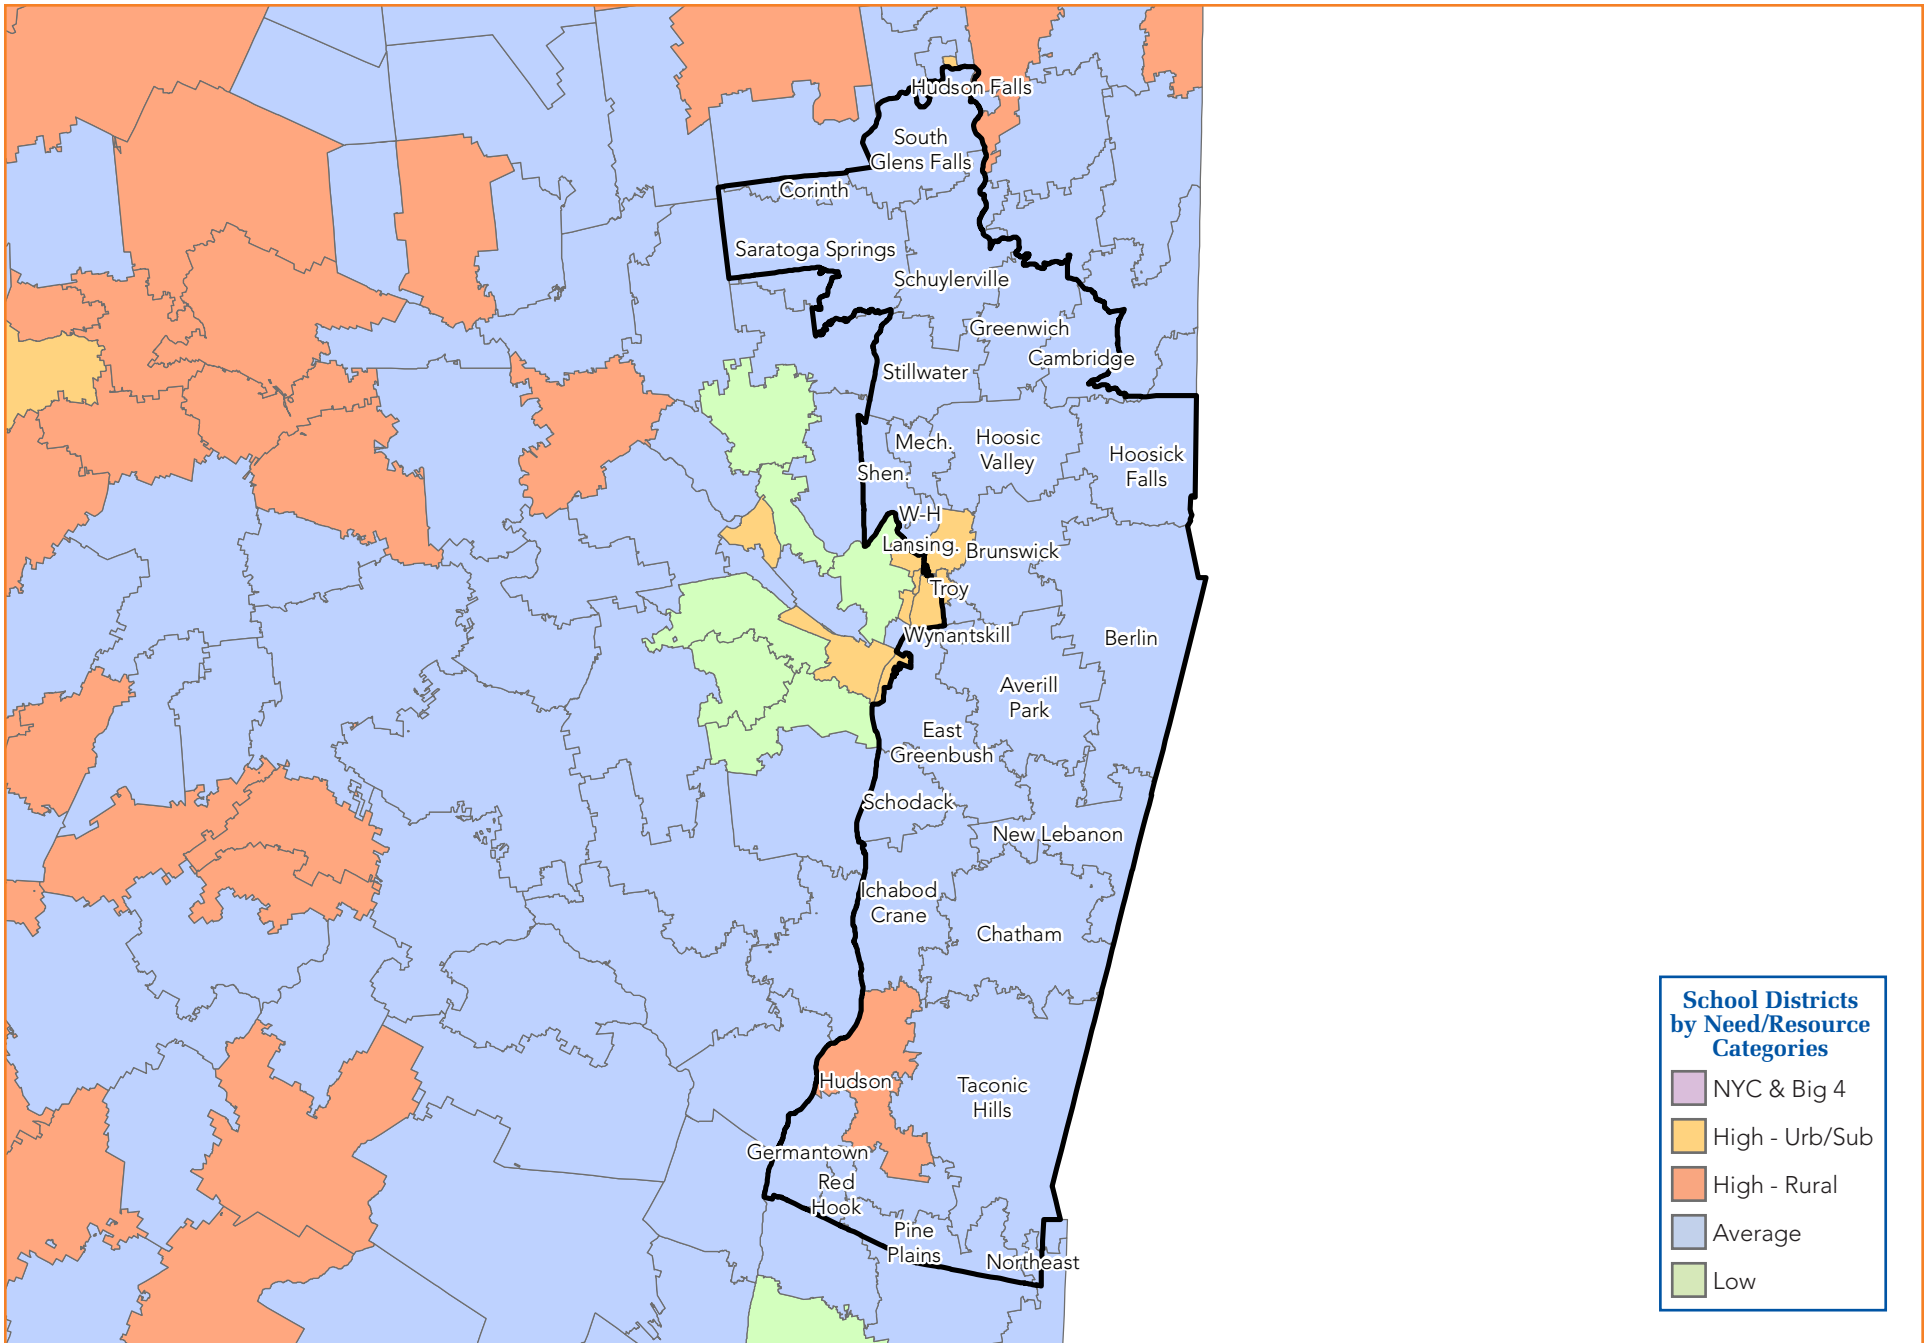 Hudson Falls
South
Glens Falls
Corinth
Saratoga Springs
Schuylerville
Greenwich
Cambridge
Stillwater
Mech.
Hoosic
Valley
Hoosick
Falls
Shen.
W-H
Lansing.
Brunswick
Troy
Wynantskill
Berlin
Averill
Park
East
Greenbush
Schodack
New Lebanon
Ichabod
Crane
Chatham
Hudson
Taconic
Hills
Germantown
Red
Hook
Pine
Plains
Northeast
School Districts
by Need/Resource
Categories
NYC & Big 4
High - Urb/Sub
High - Rural
Average
Low